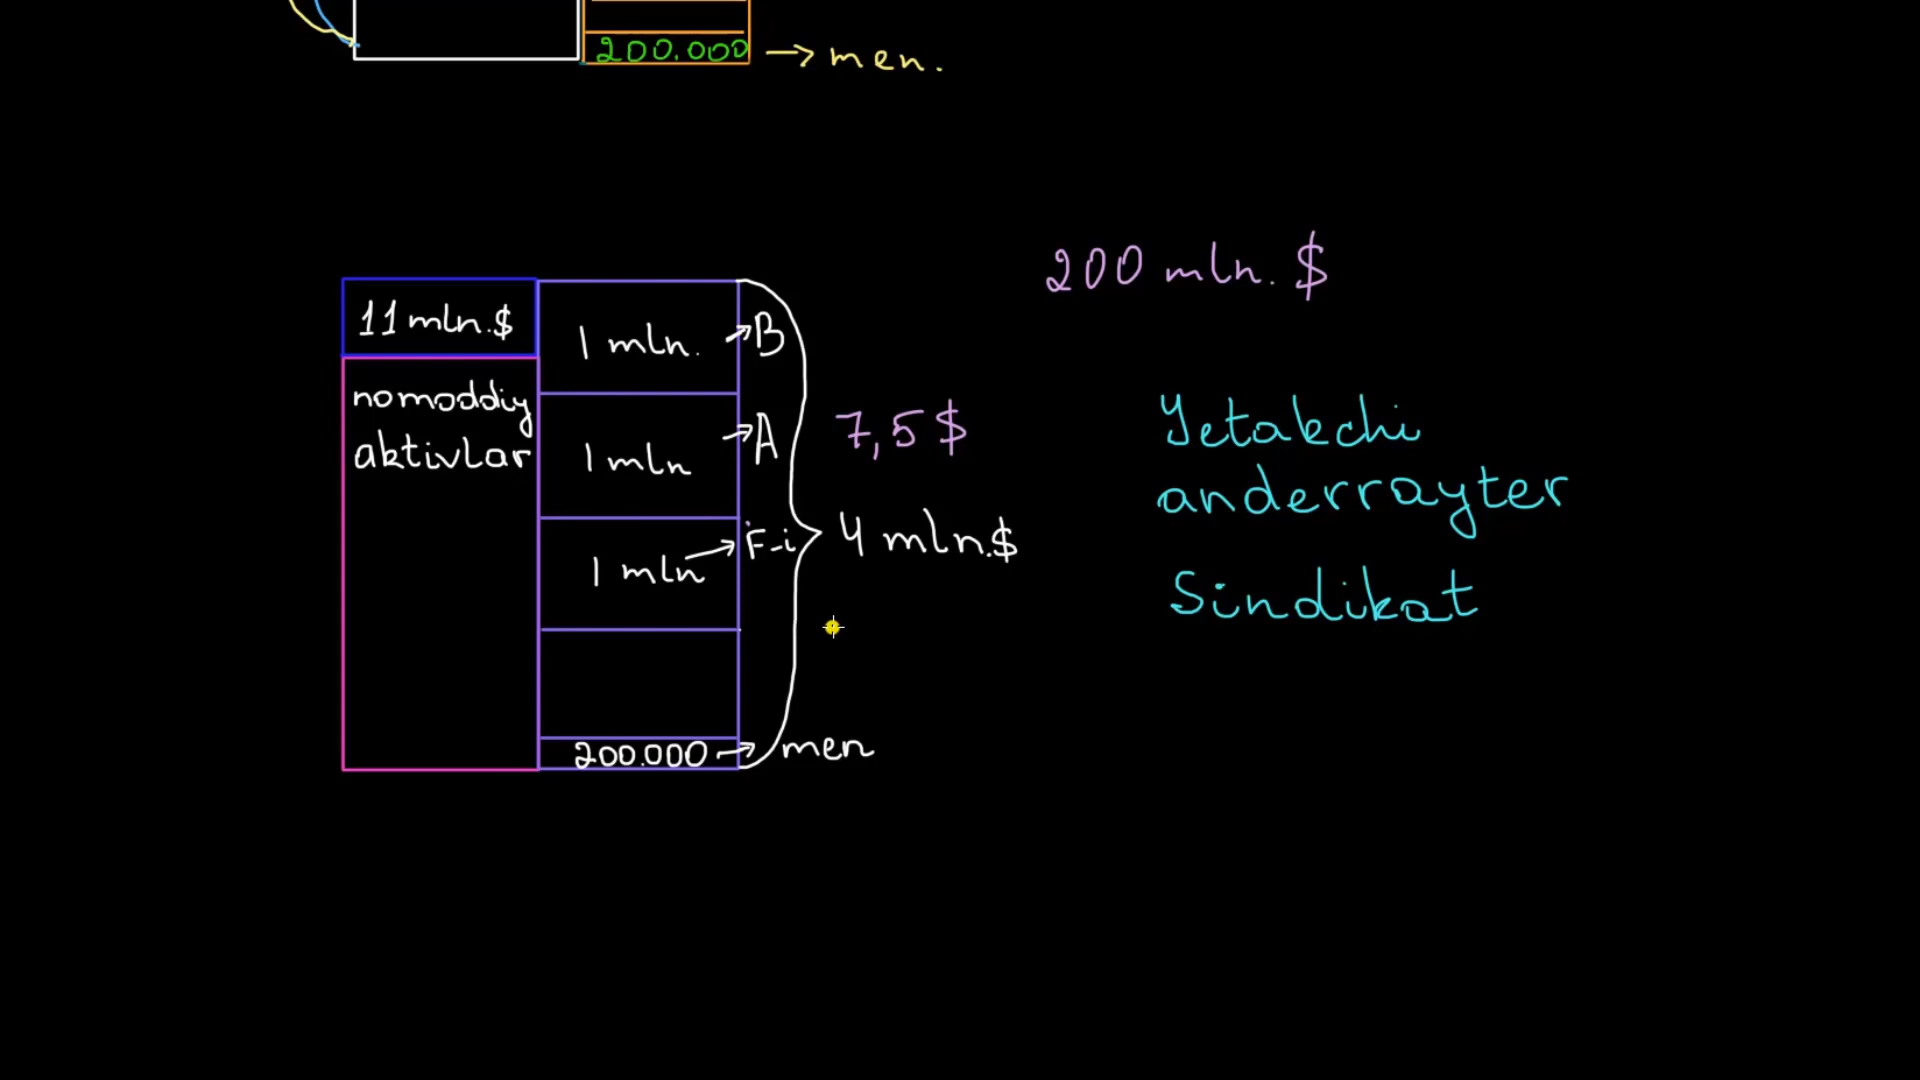 200.000 → men.
200 mln. $
11 mln. $
1 mln. → B
nomoddiy
aktivlar
1 mln → A
7,5 $
Yetakchi
anderrayter
1 mln → F-i
4 mln. $
Sindikat
200.000 → men